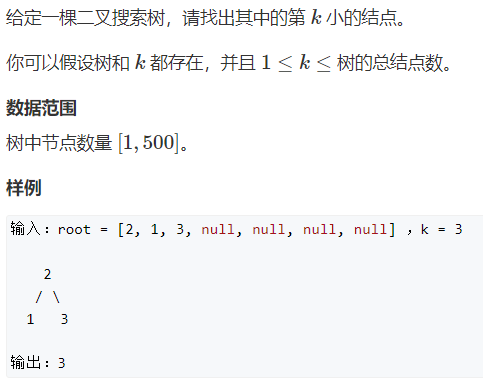 给定一棵二叉搜索树，请找出其中的第 k 小的结点。
你可以假设树和 k 都存在，并且 1 ≤ k ≤ 树的总结点数。
数据范围
树中节点数量 [1, 500]。
样例
输入：root = [2, 1, 3, null, null, null, null] ，k = 3
2
/ \
1 3
输出：3